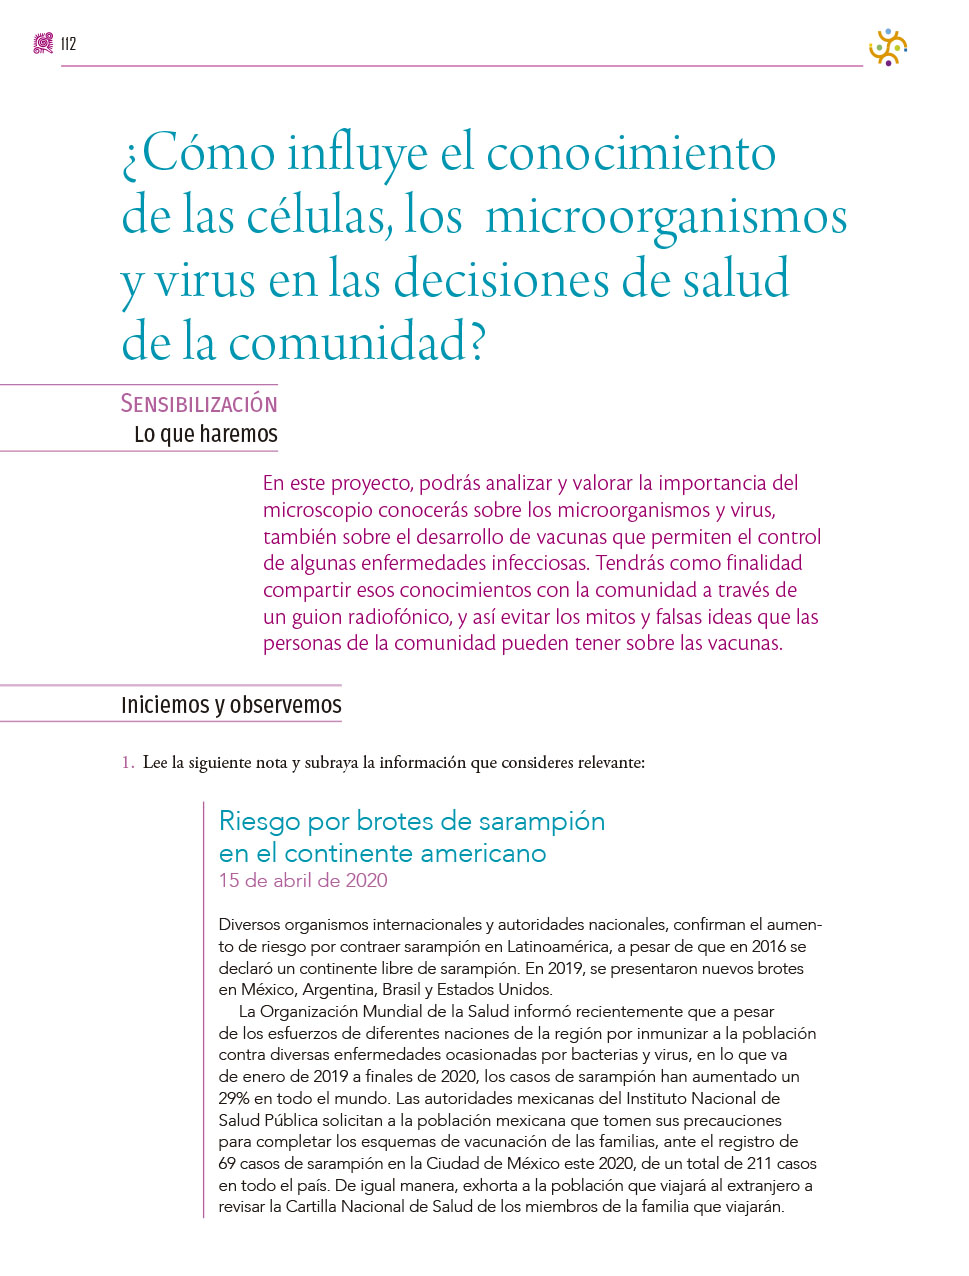 112
¿Cómo influye el conocimiento
de las células, los microorganismos
y virus en las decisiones de salud
de la comunidad?
Sensibilización
Lo que haremos
En este proyecto, podrás analizar y valorar la importancia del
microscopio conocerás sobre los microorganismos y virus,
también sobre el desarrollo de vacunas que permiten el control
de algunas enfermedades infecciosas. Tendrás como finalidad
compartir esos conocimientos con la comunidad a través de
un guion radiofónico, y así evitar los mitos y falsas ideas que las
personas de la comunidad pueden tener sobre las vacunas.
Iniciemos y observemos
1. Lee la siguiente nota y subraya la información que consideres relevante:
Riesgo por brotes de sarampión
en el continente americano
15 de abril de 2020
Diversos organismos internacionales y autoridades nacionales, confirman el aumen-
to de riesgo por contraer sarampión en Latinoamérica, a pesar de que en 2016 se
declaró un continente libre de sarampión. En 2019, se presentaron nuevos brotes
en México, Argentina, Brasil y Estados Unidos.
La Organización Mundial de la Salud informó recientemente que a pesar
de los esfuerzos de diferentes naciones de la región por inmunizar a la población
contra diversas enfermedades ocasionadas por bacterias y virus, en lo que va
de enero de 2019 a finales de 2020, los casos de sarampión han aumentado un
29% en todo el mundo. Las autoridades mexicanas del Instituto Nacional de
Salud Pública solicitan a la población mexicana que tomen sus precauciones
para completar los esquemas de vacunación de las familias, ante el registro de
69 casos de sarampión en la Ciudad de México este 2020, de un total de 211 casos
en todo el país. De igual manera, exhorta a la población que viajará al extranjero a
revisar la Cartilla Nacional de Salud de los miembros de la familia que viajarán.